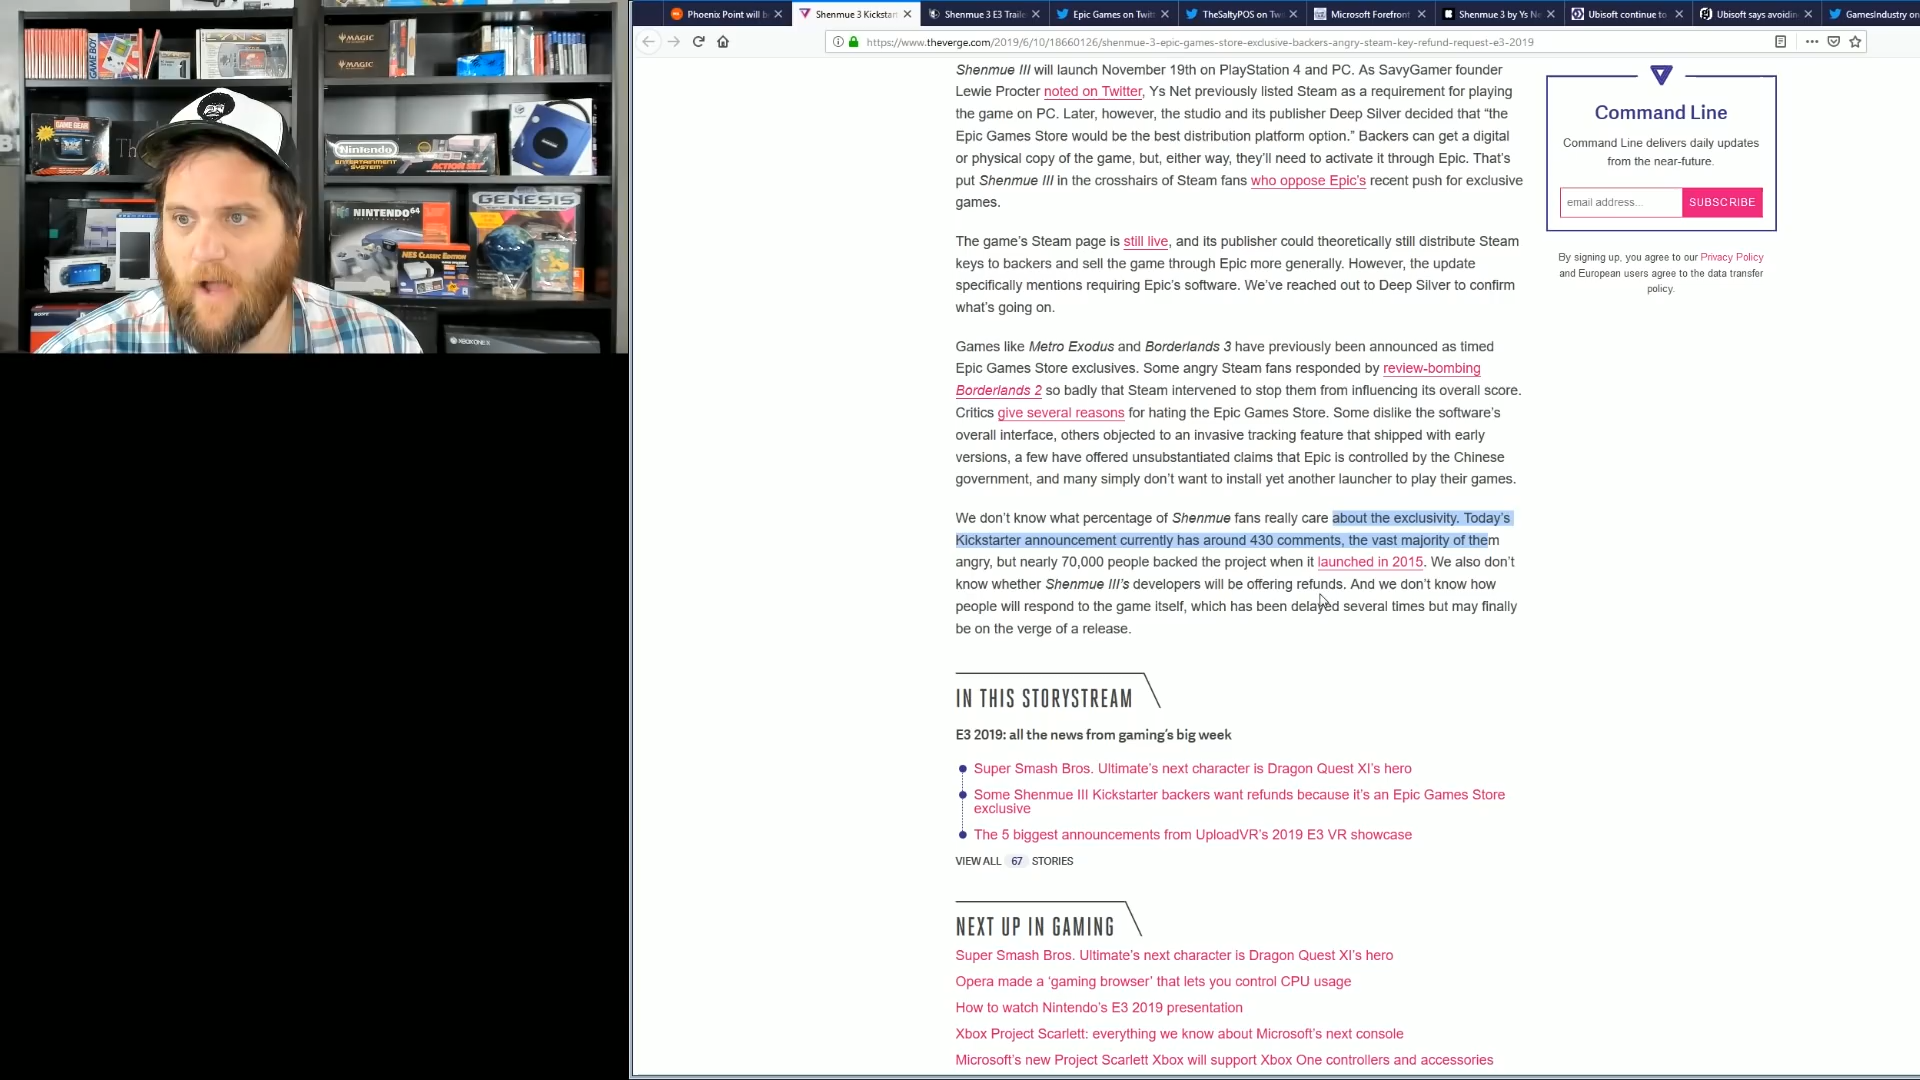 Phoenix Point will b
Shenmue 3 Kickstar
Shenmue 3 E3 Traile
Epic Games on Twitt
TheSaltyPOS on Tw
Microsoft Forefront
Shenmue 3 by Ys Ne
Ubisoft continue to
Ubisoft says avoidin
GamesIndustry on
https://www.theverge.com/2019/6/10/18660126/shenmue-3-epic-games-store-exclusive-backers-angry-steam-key-refund-request-e3-2019
GAME BOY
LYNX
MAGIC
MAGIC
GAME GEAR
Nintendo
ENTERTAINMENT SYSTEM
ACTION SET
NINTENDO 64
GENESIS
NES CLASSIC EDITION
SONY
XBOX ONE X
Shenmue III will launch November 19th on PlayStation 4 and PC. As SavyGamer founder
Lewie Procter noted on Twitter, Ys Net previously listed Steam as a requirement for playing
the game on PC. Later, however, the studio and its publisher Deep Silver decided that “the
Epic Games Store would be the best distribution platform option.” Backers can get a digital
or physical copy of the game, but, either way, they’ll need to activate it through Epic. That’s
put Shenmue III in the crosshairs of Steam fans who oppose Epic’s recent push for exclusive
games.
The game’s Steam page is still live, and its publisher could theoretically still distribute Steam
keys to backers and sell the game through Epic more generally. However, the update
specifically mentions requiring Epic’s software. We’ve reached out to Deep Silver to confirm
what’s going on.
Games like Metro Exodus and Borderlands 3 have previously been announced as timed
Epic Games Store exclusives. Some angry Steam fans responded by review-bombing
Borderlands 2 so badly that Steam intervened to stop them from influencing its overall score.
Critics give several reasons for hating the Epic Games Store. Some dislike the software’s
overall interface, others objected to an invasive tracking feature that shipped with early
versions, a few have offered unsubstantiated claims that Epic is controlled by the Chinese
government, and many simply don’t want to install yet another launcher to play their games.
We don’t know what percentage of Shenmue fans really care about the exclusivity. Today’s
Kickstarter announcement currently has around 430 comments, the vast majority of them
angry, but nearly 70,000 people backed the project when it launched in 2015. We also don’t
know whether Shenmue III’s developers will be offering refunds. And we don’t know how
people will respond to the game itself, which has been delayed several times but may finally
be on the verge of a release.
IN THIS STORYSTREAM
E3 2019: all the news from gaming’s big week
Super Smash Bros. Ultimate’s next character is Dragon Quest XI’s hero
Some Shenmue III Kickstarter backers want refunds because it’s an Epic Games Store
exclusive
The 5 biggest announcements from UploadVR’s 2019 E3 VR showcase
VIEW ALL 67 STORIES
NEXT UP IN GAMING
Super Smash Bros. Ultimate’s next character is Dragon Quest XI’s hero
Opera made a ‘gaming browser’ that lets you control CPU usage
How to watch Nintendo’s E3 2019 presentation
Xbox Project Scarlett: everything we know about Microsoft’s next console
Microsoft’s new Project Scarlett Xbox will support Xbox One controllers and accessories
Command Line
Command Line delivers daily updates
from the near-future.
email address...
SUBSCRIBE
By signing up, you agree to our Privacy Policy
and European users agree to the data transfer
policy.